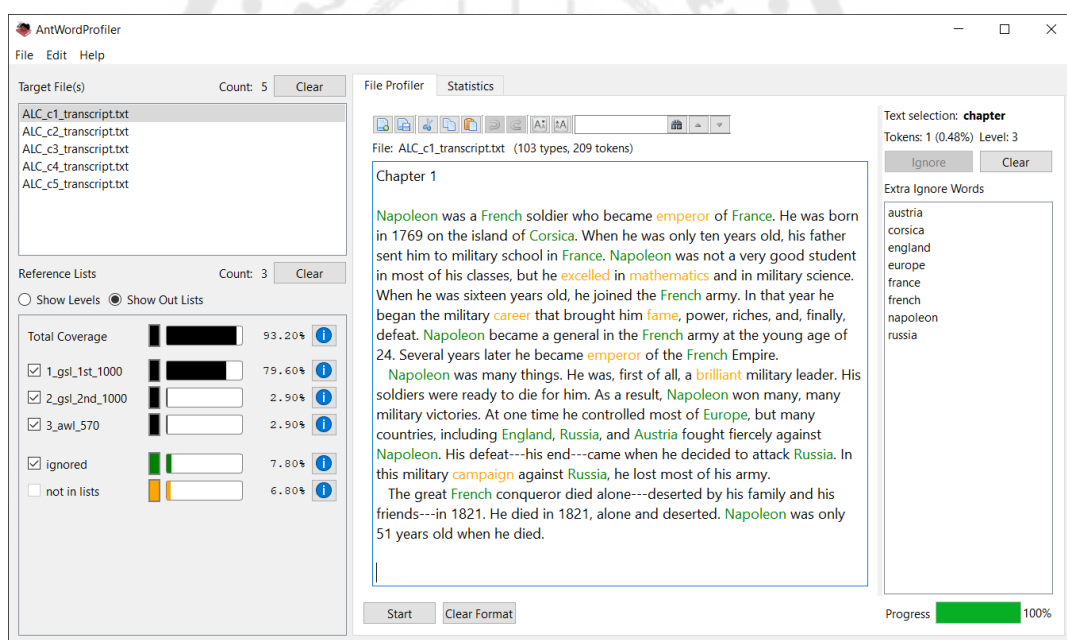 AntWordProfiler
File Edit Help
Target File(s) Count: 5 Clear
ALC_c1_transcript.txt
ALC_c2_transcript.txt
ALC_c3_transcript.txt
ALC_c4_transcript.txt
ALC_c5_transcript.txt
Reference Lists Count: 3 Clear
Show Levels Show Out Lists
Total Coverage 93.20%
1_gsl_1st_1000 79.60%
2_gsl_2nd_1000 2.90%
3_awl_570 2.90%
ignored 7.80%
not in lists 6.80%
File Profiler Statistics
File: ALC_c1_transcript.txt (103 types, 209 tokens)
Chapter 1
Napoleon was a French soldier who became emperor of France. He was born
in 1769 on the island of Corsica. When he was only ten years old, his father
sent him to military school in France. Napoleon was not a very good student
in most of his classes, but he excelled in mathematics and in military science.
When he was sixteen years old, he joined the French army. In that year he
began the military career that brought him fame, power, riches, and, finally,
defeat. Napoleon became a general in the French army at the young age of
24. Several years later he became emperor of the French Empire.
Napoleon was many things. He was, first of all, a brilliant military leader. His
soldiers were ready to die for him. As a result, Napoleon won many, many
military victories. At one time he controlled most of Europe, but many
countries, including England, Russia, and Austria fought fiercely against
Napoleon. His defeat---his end---came when he decided to attack Russia. In
this military campaign against Russia, he lost most of his army.
The great French conqueror died alone---deserted by his family and his
friends---in 1821. He died in 1821, alone and deserted. Napoleon was only
51 years old when he died.
Start Clear Format
Text selection: chapter
Tokens: 1 (0.48%) Level: 3
Ignore Clear
Extra Ignore Words
austria
corsica
england
europe
france
french
napoleon
russia
Progress 100%